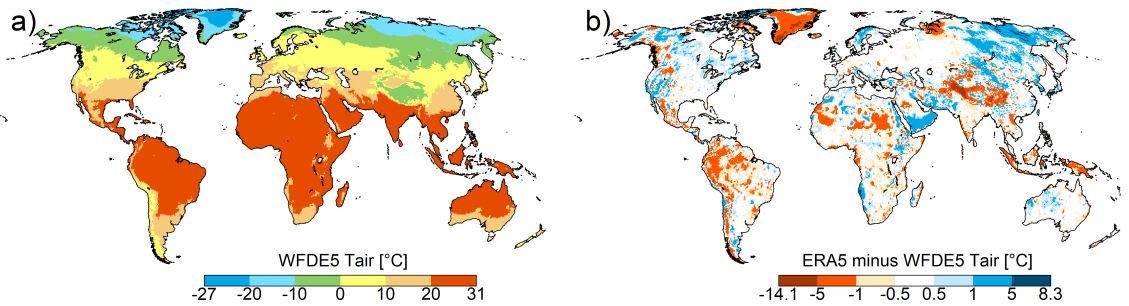 a)
b)
WFDE5 Tair [°C]
-27 -20 -10 0 10 20 31
ERA5 minus WFDE5 Tair [°C]
-14.1 -5 -1 -0.5 0.5 1 5 8.3